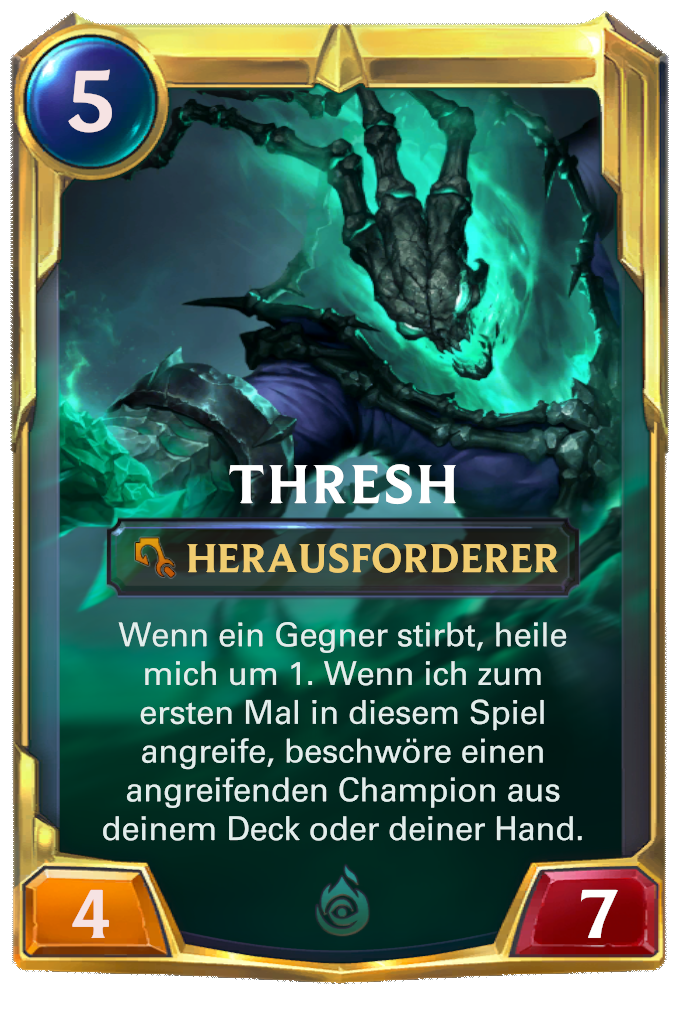 5
THRESH
HERAUSFORDERER
Wenn ein Gegner stirbt, heile
mich um 1. Wenn ich zum
ersten Mal in diesem Spiel
angreife, beschwöre einen
angreifenden Champion aus
deinem Deck oder deiner Hand.
4
7